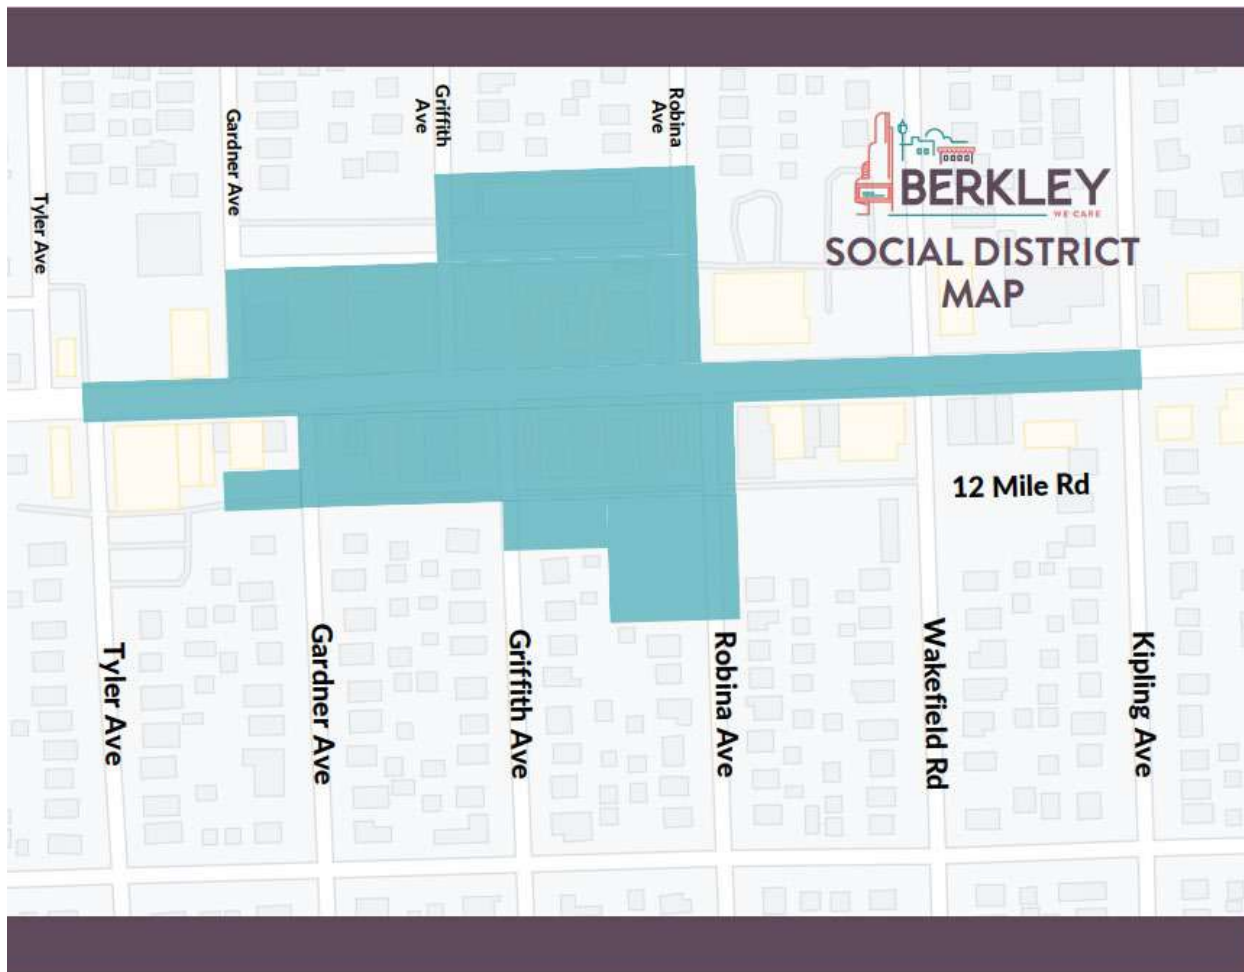 Griffith
Ave
Robina
Ave
Gardner Ave
Tyler Ave
BERKLEY
WE CARE
SOCIAL DISTRICT
MAP
12 Mile Rd
Tyler Ave
Gardner Ave
Griffith Ave
Robina Ave
Wakefield Rd
Kipling Ave